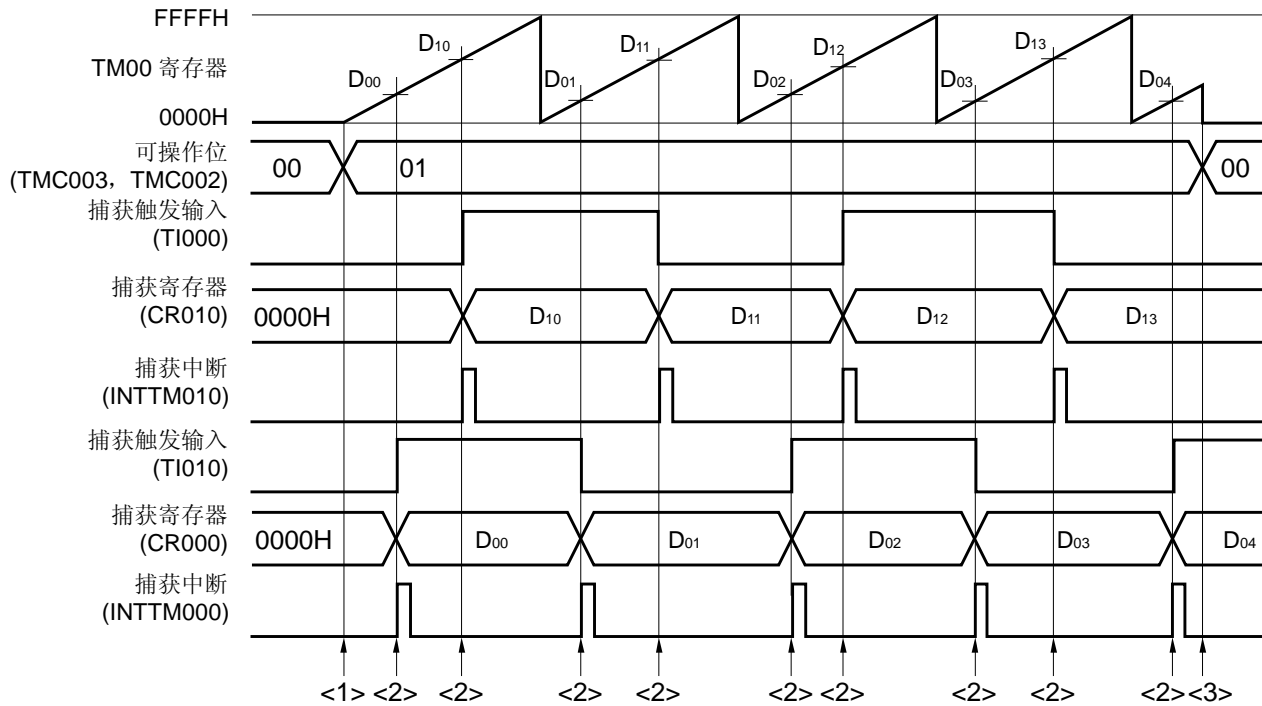 FFFFH
TM00 寄存器
0000H
D00
D10
D01
D11
D02
D12
D03
D13
D04
可操作位
(TMC003，TMC002)
00
01
00
捕获触发输入
(TI000)
捕获寄存器
(CR010)
0000H
D10
D11
D12
D13
捕获中断
(INTTM010)
捕获触发输入
(TI010)
捕获寄存器
(CR000)
0000H
D00
D01
D02
D03
D04
捕获中断
(INTTM000)
<1> <2> <2> <2> <2> <2> <2> <2> <2> <2> <3>